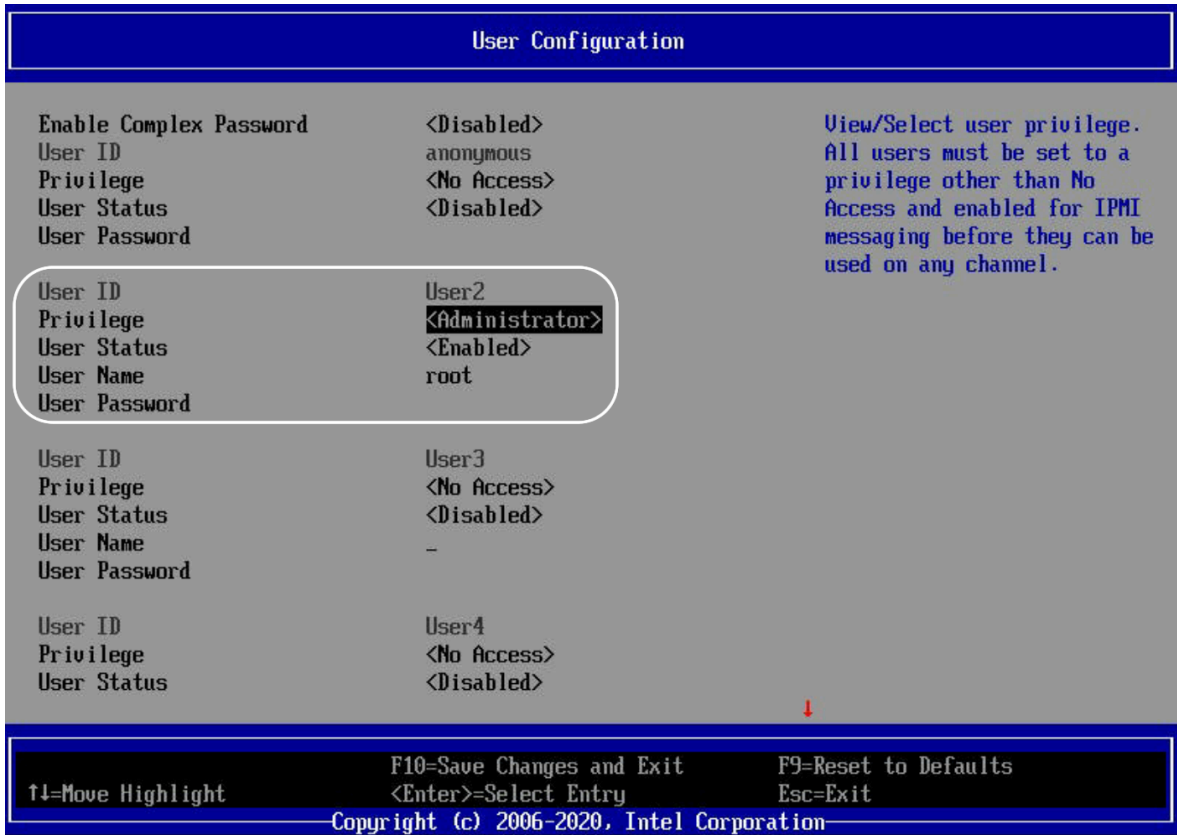 User Configuration
Enable Complex Password <Disabled> View/Select user privilege.
User ID anonymous All users must be set to a
Privilege <No Access> privilege other than No
User Status <Disabled> Access and enabled for IPMI
User Password messaging before they can be
used on any channel.
User ID User2
Privilege <Administrator>
User Status <Enabled>
User Name root
User Password
User ID User3
Privilege <No Access>
User Status <Disabled>
User Name _
User Password
User ID User4
Privilege <No Access>
User Status <Disabled>
↓
F10=Save Changes and Exit F9=Reset to Defaults
↑↓=Move Highlight <Enter>=Select Entry Esc=Exit
Copyright (c) 2006-2020, Intel Corporation